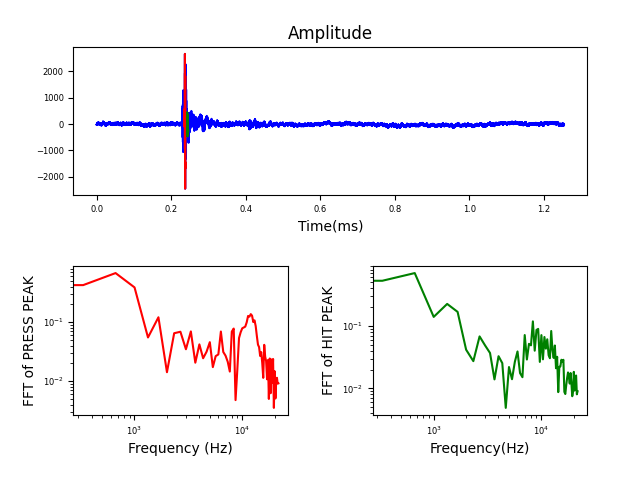 Amplitude
2000
1000
0
−1000
−2000
0.0 0.2 0.4 0.6 0.8 1.0 1.2
Time(ms)
FFT of PRESS PEAK
10⁻¹
10⁻²
10³ 10⁴
Frequency (Hz)
FFT of HIT PEAK
10⁻¹
10⁻²
10³ 10⁴
Frequency(Hz)